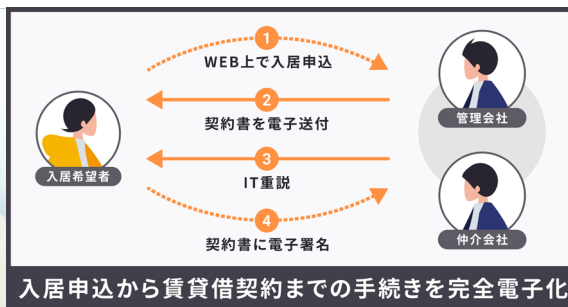 1
WEB上で入居申込
2
契約書を電子送付
管理会社
3
入居希望者
IT重説
4
契約書に電子署名
仲介会社
入居申込から賃貸借契約までの手続きを完全電子化